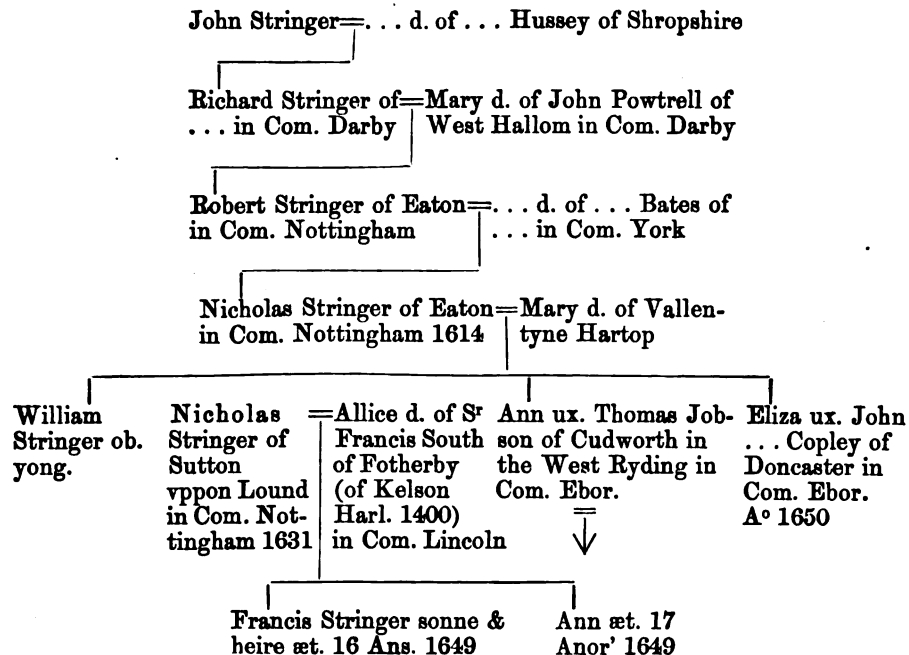 John Stringer=. . . d. of . . . Hussey of Shropshire
Richard Stringer of=Mary d. of John Powtrell of
. . . in Com. Darby West Hallom in Com. Darby
Robert Stringer of Eaton=. . . d. of . . . Bates of
in Com. Nottingham . . . in Com. York
Nicholas Stringer of Eaton=Mary d. of Vallen-
in Com. Nottingham 1614 tyne Hartop
William
Stringer ob.
yong.
Nicholas
Stringer of
Sutton
vppon Lound
in Com. Not-
tingham 1631
=Allice d. of Sr
Francis South
of Fotherby
(of Kelson
Harl. 1400)
in Com. Lincoln
Ann ux. Thomas Job-
son of Cudworth in
the West Ryding in
Com. Ebor.
=
Eliza ux. John
. . . Copley of
Doncaster in
Com. Ebor.
Ao 1650
Francis Stringer sonne &
heire æt. 16 Ans. 1649
Ann æt. 17
Anor' 1649